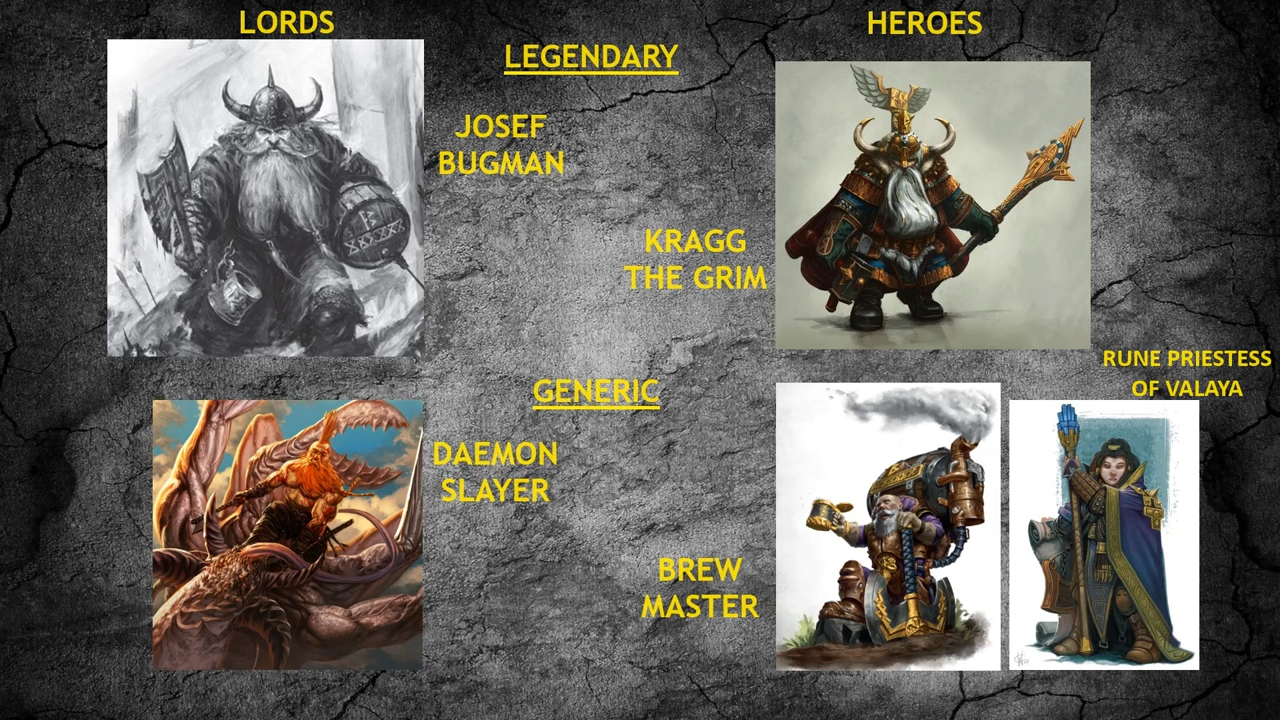 LORDS
HEROES
LEGENDARY
JOSEF
BUGMAN
KRAGG
THE GRIM
RUNE PRIESTESS
OF VALAYA
GENERIC
DAEMON
SLAYER
BREW
MASTER